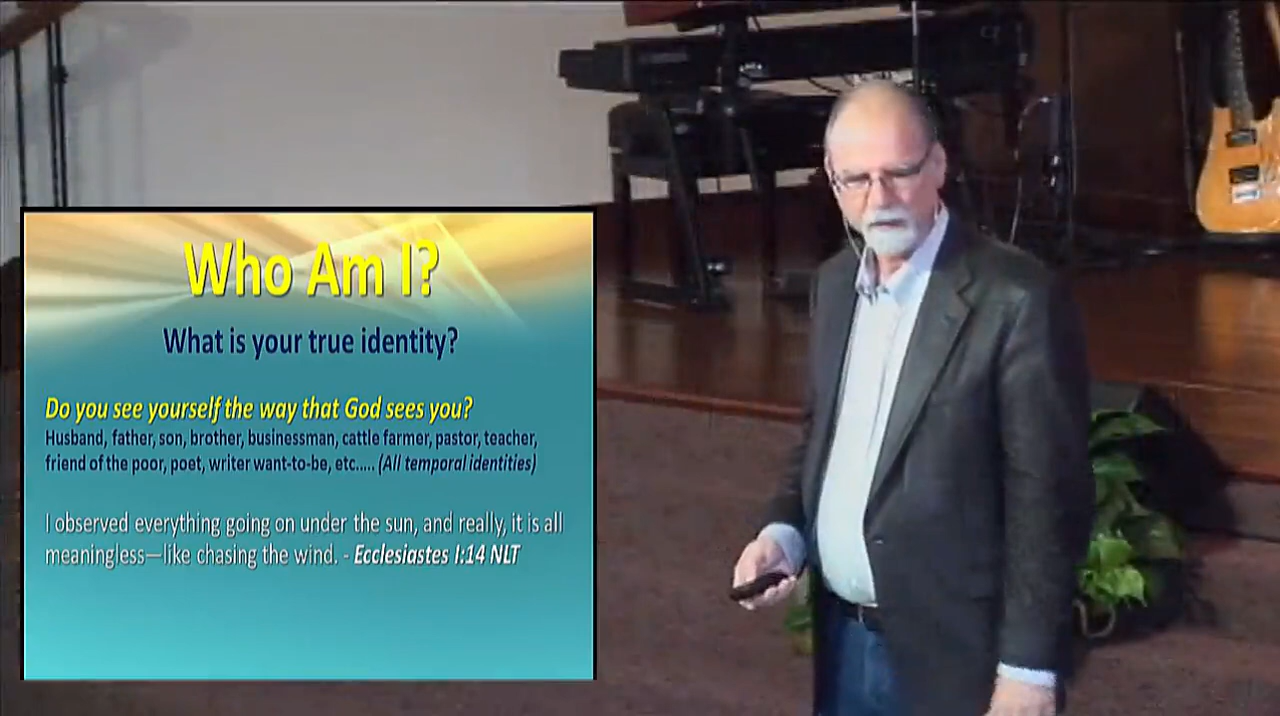 Who Am I?
What is your true identity?
Do you see yourself the way that God sees you?
Husband, father, son, brother, businessman, cattle farmer, pastor, teacher,
friend of the poor, poet, writer want-to-be, etc..... (All temporal identities)
I observed everything going on under the sun, and really, it is all
meaningless—like chasing the wind. - Ecclesiastes I:14 NLT